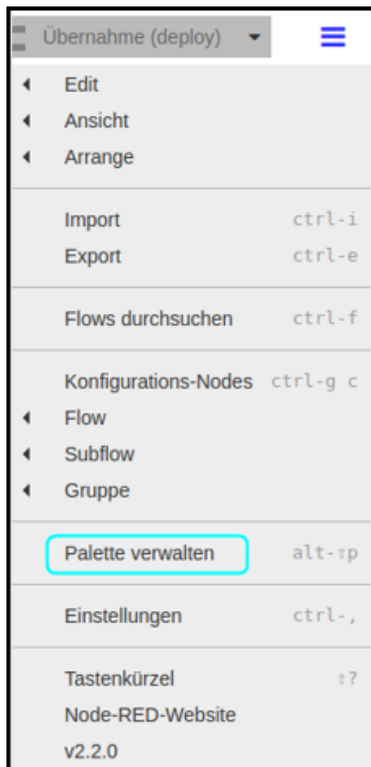 Übernahme (deploy)
Edit
Ansicht
Arrange
Import ctrl-i
Export ctrl-e
Flows durchsuchen ctrl-f
Konfigurations-Nodes ctrl-g c
Flow
Subflow
Gruppe
Palette verwalten alt-⇧p
Einstellungen ctrl-,
Tastenkürzel ⇧?
Node-RED-Website
v2.2.0